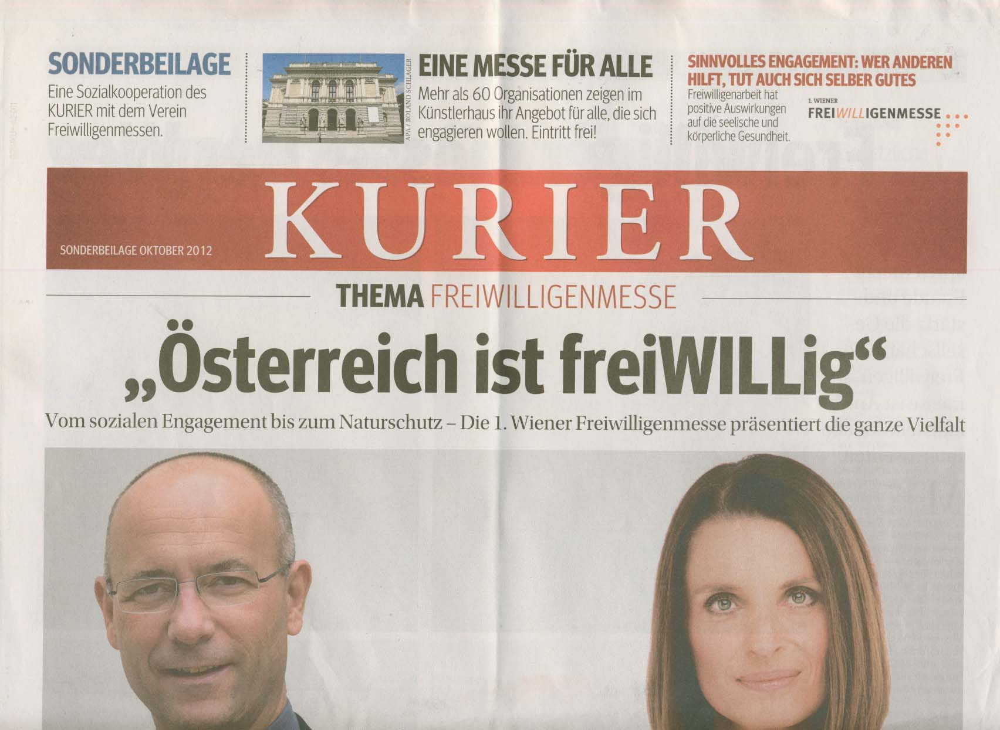 SONDERBEILAGE
Eine Sozialkooperation des
KURIER mit dem Verein
Freiwilligenmessen.
APA / ROLAND SCHLAGER
EINE MESSE FÜR ALLE
Mehr als 60 Organisationen zeigen im
Künstlerhaus ihr Angebot für alle, die sich
engagieren wollen. Eintritt frei!
SINNVOLLES ENGAGEMENT: WER ANDEREN
HILFT, TUT AUCH SICH SELBER GUTES
Freiwilligenarbeit hat
positive Auswirkungen
auf die seelische und
körperliche Gesundheit.
1. WIENER
FREIWILLIGENMESSE
KURIER
SONDERBEILAGE OKTOBER 2012
THEMA FREIWILLIGENMESSE
„Österreich ist freiWILLig“
Vom sozialen Engagement bis zum Naturschutz – Die 1. Wiener Freiwilligenmesse präsentiert die ganze Vielfalt